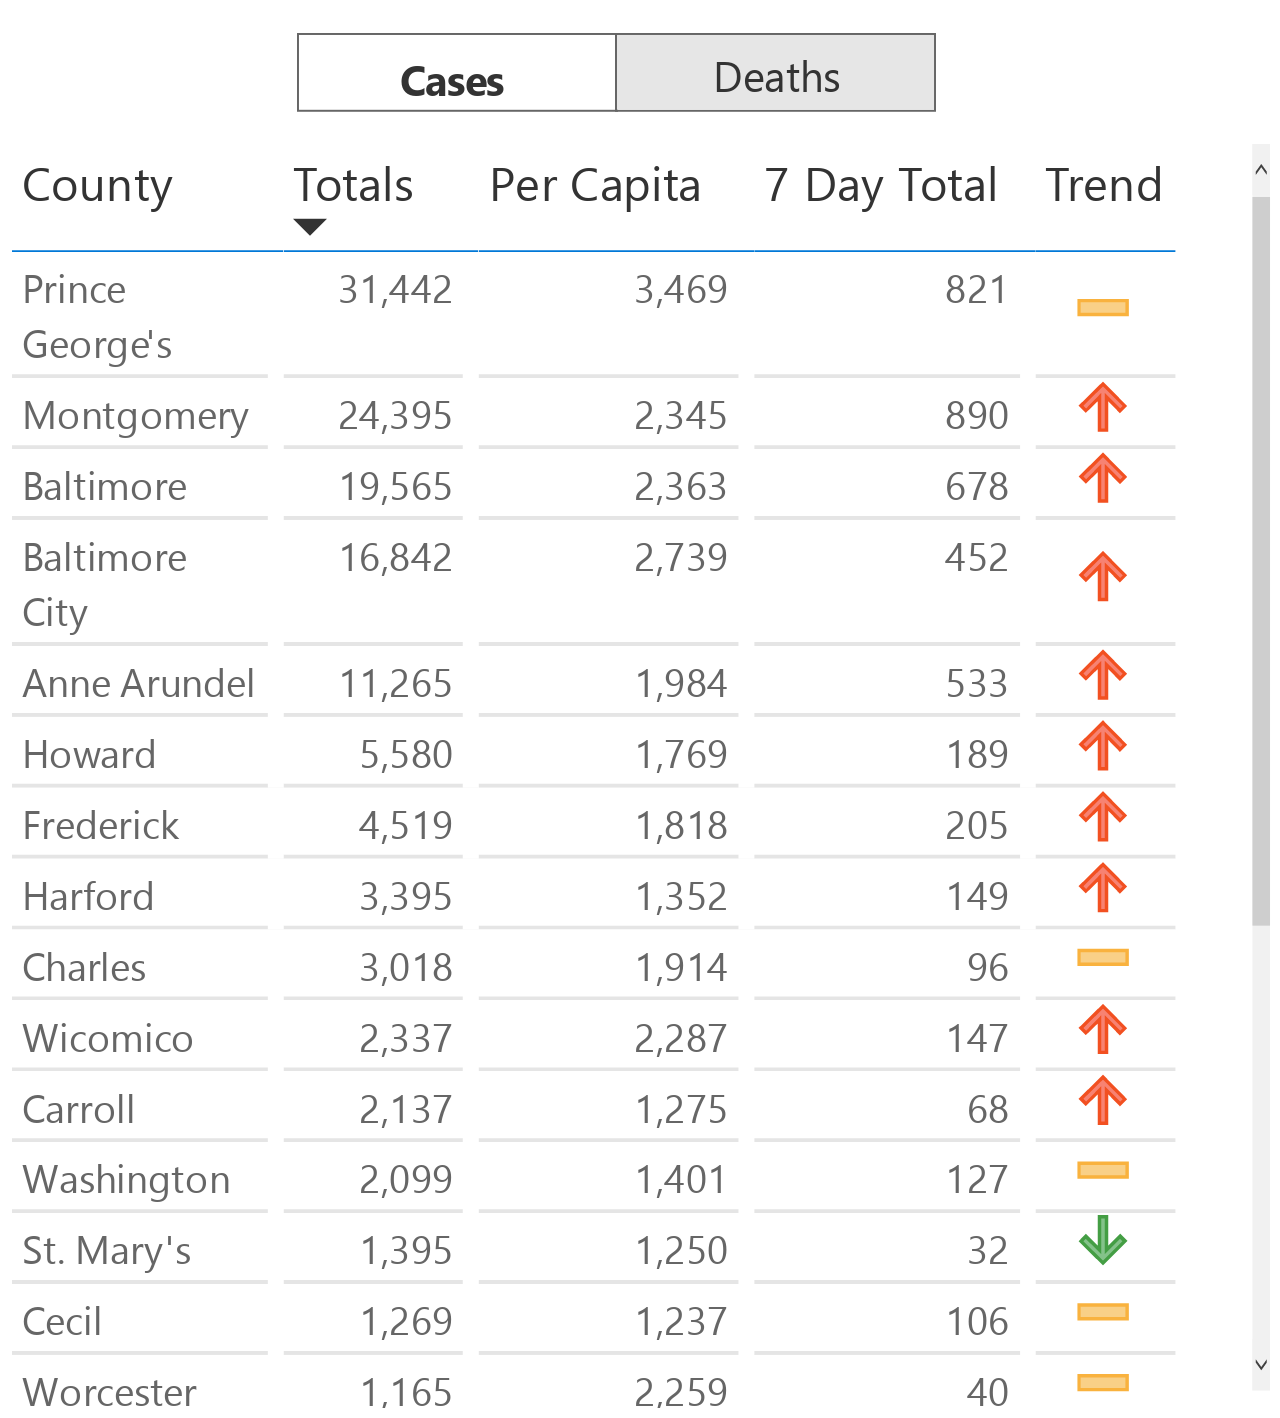 Cases Deaths
County Totals Per Capita 7 Day Total Trend
Prince 31,442 3,469 821
George's
Montgomery 24,395 2,345 890
Baltimore 19,565 2,363 678
Baltimore 16,842 2,739 452
City
Anne Arundel 11,265 1,984 533
Howard 5,580 1,769 189
Frederick 4,519 1,818 205
Harford 3,395 1,352 149
Charles 3,018 1,914 96
Wicomico 2,337 2,287 147
Carroll 2,137 1,275 68
Washington 2,099 1,401 127
St. Mary's 1,395 1,250 32
Cecil 1,269 1,237 106
Worcester 1,165 2,259 40